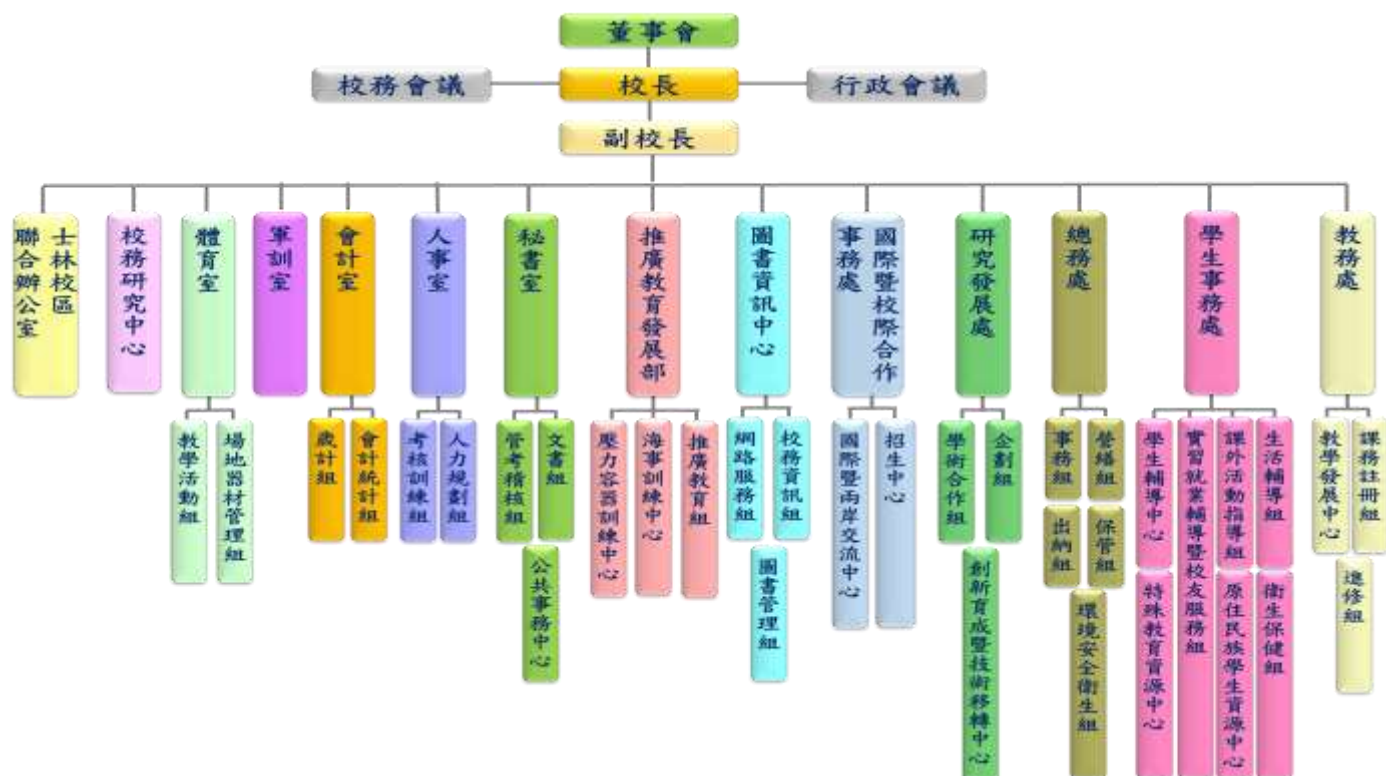 董事會
校務會議
校長
行政會議
副校長
士林校區
聯合辦公室
校務研究中心
體育室
軍訓室
會計室
人事室
秘書室
推廣教育發展部
圖書資訊中心
國際暨校際合作
事務處
研究發展處
總務處
學生事務處
教務處
教學活動組
場地器材管理組
歲計組
會計統計組
考核訓練組
人力規劃組
管考稽核組
文書組
公共事務中心
壓力容器訓練中心
海事訓練中心
推廣教育組
網路服務組
校務資訊組
圖書管理組
國際暨兩岸交流中心
招生中心
學術合作組
企劃組
創新育成暨技術移轉中心
事務組
營繕組
出納組
保管組
環境安全衛生組
學生輔導中心
實習就業輔導暨校友服務組
課外活動指導組
生活輔導組
特殊教育資源中心
原住民族學生資源中心
衛生保健組
教學發展中心
課務註冊組
進修組